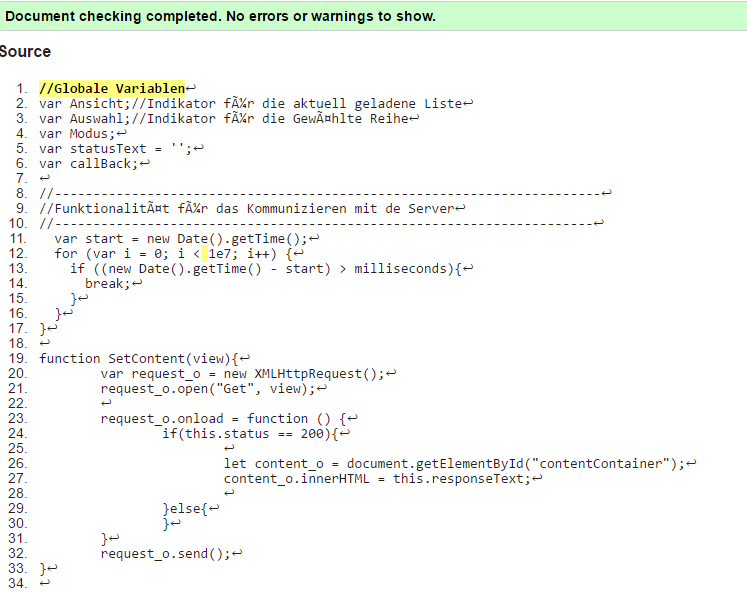 Document checking completed. No errors or warnings to show.
Source
1. //Globale Variablen↩
2. var Ansicht;//Indikator fÃ¼r die aktuell geladene Liste↩
3. var Auswahl;//Indikator fÃ¼r die GewÃ¤hlte Reihe↩
4. var Modus;↩
5. var statusText = '';↩
6. var callBack;↩
7. ↩
8. //-----------------------------------------------------------------------↩
9. //FunktionalitÃ¤t fÃ¼r das Kommunizieren mit de Server↩
10. //----------------------------------------------------------------------↩
11. var start = new Date().getTime();↩
12. for (var i = 0; i < 1e7; i++) {↩
13. if ((new Date().getTime() - start) > milliseconds){↩
14. break;↩
15. }↩
16. }↩
17. }↩
18. ↩
19. function SetContent(view){↩
20. var request_o = new XMLHttpRequest();↩
21. request_o.open("Get", view);↩
22. ↩
23. request_o.onload = function () {↩
24. if(this.status == 200){↩
25. ↩
26. let content_o = document.getElementById("contentContainer");↩
27. content_o.innerHTML = this.responseText;↩
28. ↩
29. }else{↩
30. }↩
31. }↩
32. request_o.send();↩
33. }↩
34. ↩